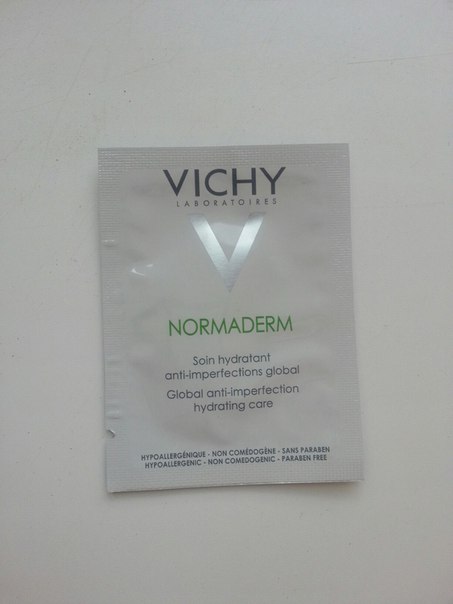 VICHY
LABORATOIRES
V
NORMADERM
Soin hydratant
anti-imperfections global
Global anti-imperfection
hydrating care
HYPOALLERGÉNIQUE - NON COMÉDOGÈNE - SANS PARABEN
HYPOALLERGENIC - NON COMEDOGENIC - PARABEN FREE